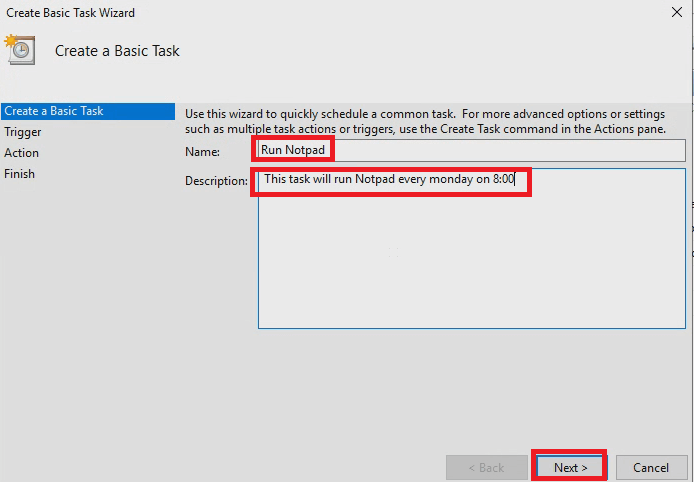 Create Basic Task Wizard
Create a Basic Task
Create a Basic Task
Trigger
Action
Finish
Use this wizard to quickly schedule a common task.  For more advanced options or settings
such as multiple task actions or triggers, use the Create Task command in the Actions pane.
Name:
Run Notpad
Description:
This task will run Notpad every monday on 8:00
< Back
Next >
Cancel